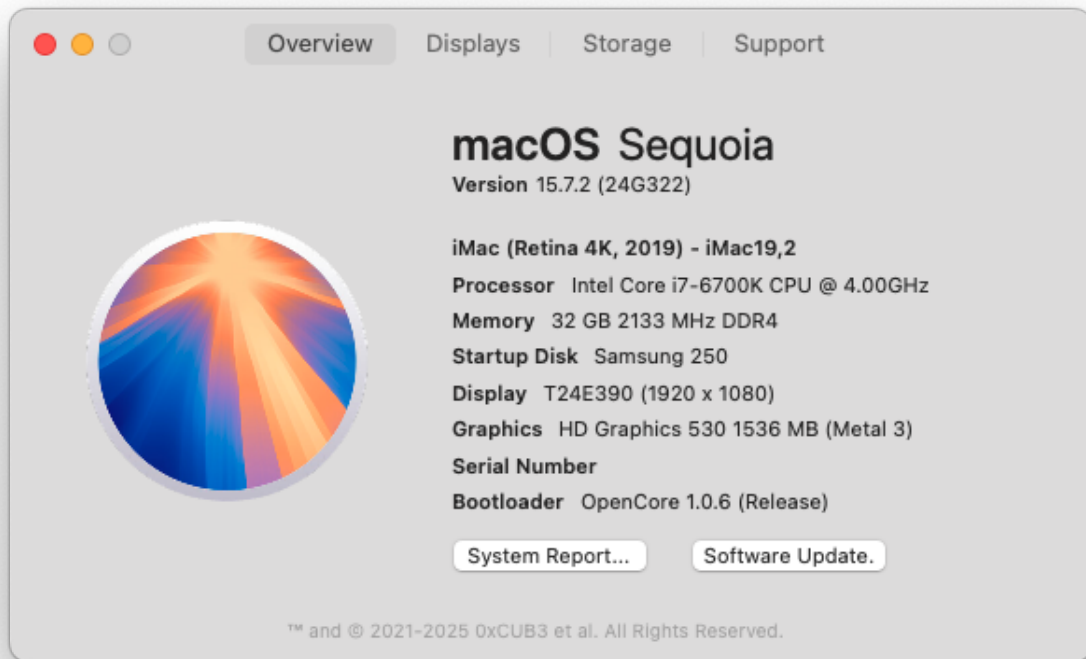 Overview Displays Storage Support
macOS Sequoia
Version 15.7.2 (24G322)
iMac (Retina 4K, 2019) - iMac19,2
Processor Intel Core i7-6700K CPU @ 4.00GHz
Memory 32 GB 2133 MHz DDR4
Startup Disk Samsung 250
Display T24E390 (1920 x 1080)
Graphics HD Graphics 530 1536 MB (Metal 3)
Serial Number
Bootloader OpenCore 1.0.6 (Release)
System Report... Software Update.
™ and © 2021-2025 0xCUB3 et al. All Rights Reserved.